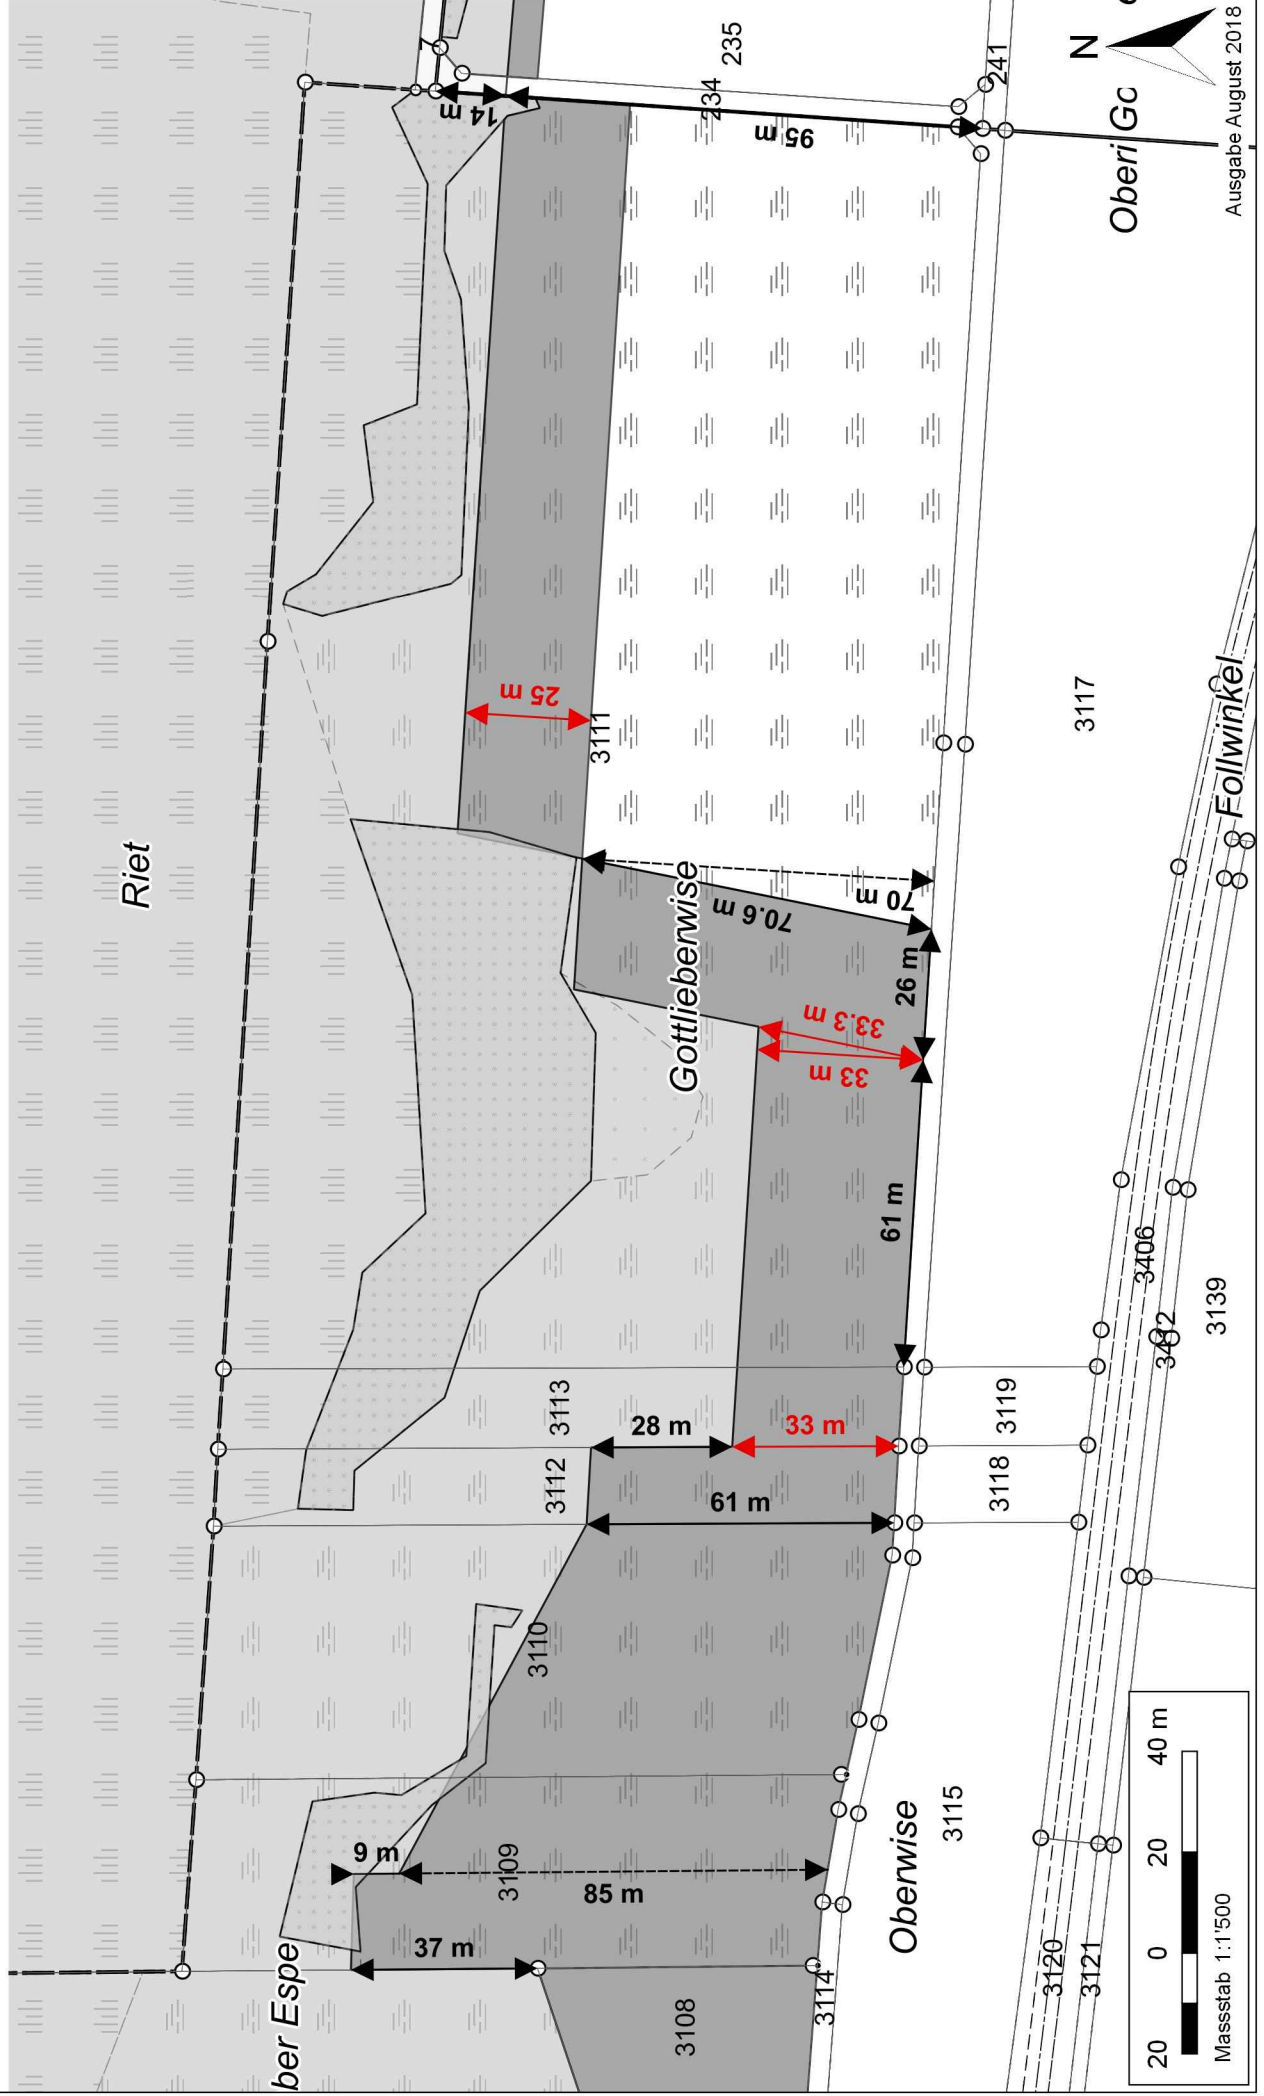 235
234
241
N
Oberi Go
Ausgabe August 2018
14 m
95 m
Riet
25 m
3111
3117
Follwinkel
Gottlieberwise
70.6 m
70 m
26 m
33.3 m
33 m
61 m
3406
3412
3139
3113
28 m
33 m
3119
3112
61 m
3118
3110
9 m
3109
85 m
Oberwise
3115
37 m
ber Espe
3108
3114
3120
3121
20 0 20 40 m
Massstab 1:1'500